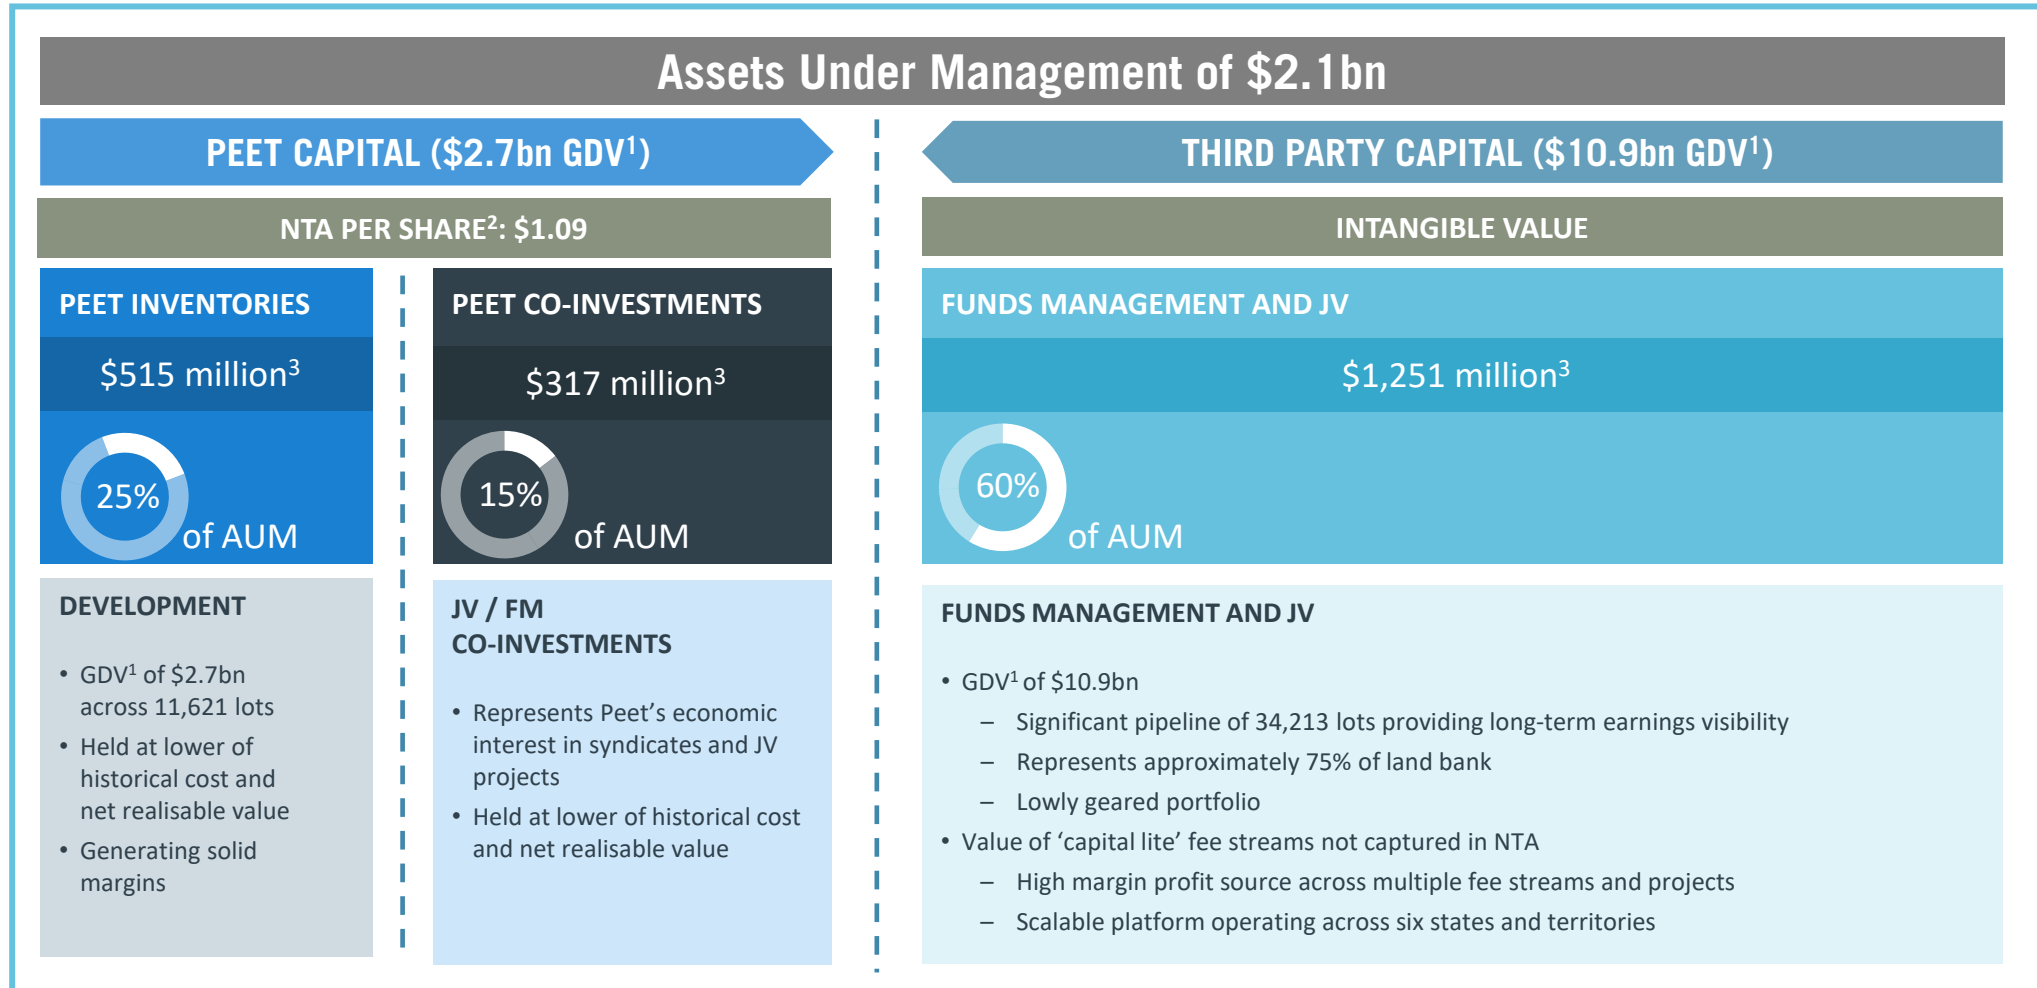 Assets Under Management of $2.1bn
PEET CAPITAL ($2.7bn GDV¹)
NTA PER SHARE²: $1.09
PEET INVENTORIES
$515 million³
25%
of AUM
DEVELOPMENT
• GDV¹ of $2.7bn
across 11,621 lots
• Held at lower of
historical cost and
net realisable value
• Generating solid
margins
PEET CO-INVESTMENTS
$317 million³
15%
of AUM
JV / FM
CO-INVESTMENTS
• Represents Peet’s economic
interest in syndicates and JV
projects
• Held at lower of historical cost
and net realisable value
THIRD PARTY CAPITAL ($10.9bn GDV¹)
INTANGIBLE VALUE
FUNDS MANAGEMENT AND JV
$1,251 million³
60%
of AUM
FUNDS MANAGEMENT AND JV
• GDV¹ of $10.9bn
– Significant pipeline of 34,213 lots providing long-term earnings visibility
– Represents approximately 75% of land bank
– Lowly geared portfolio
• Value of ‘capital lite’ fee streams not captured in NTA
– High margin profit source across multiple fee streams and projects
– Scalable platform operating across six states and territories